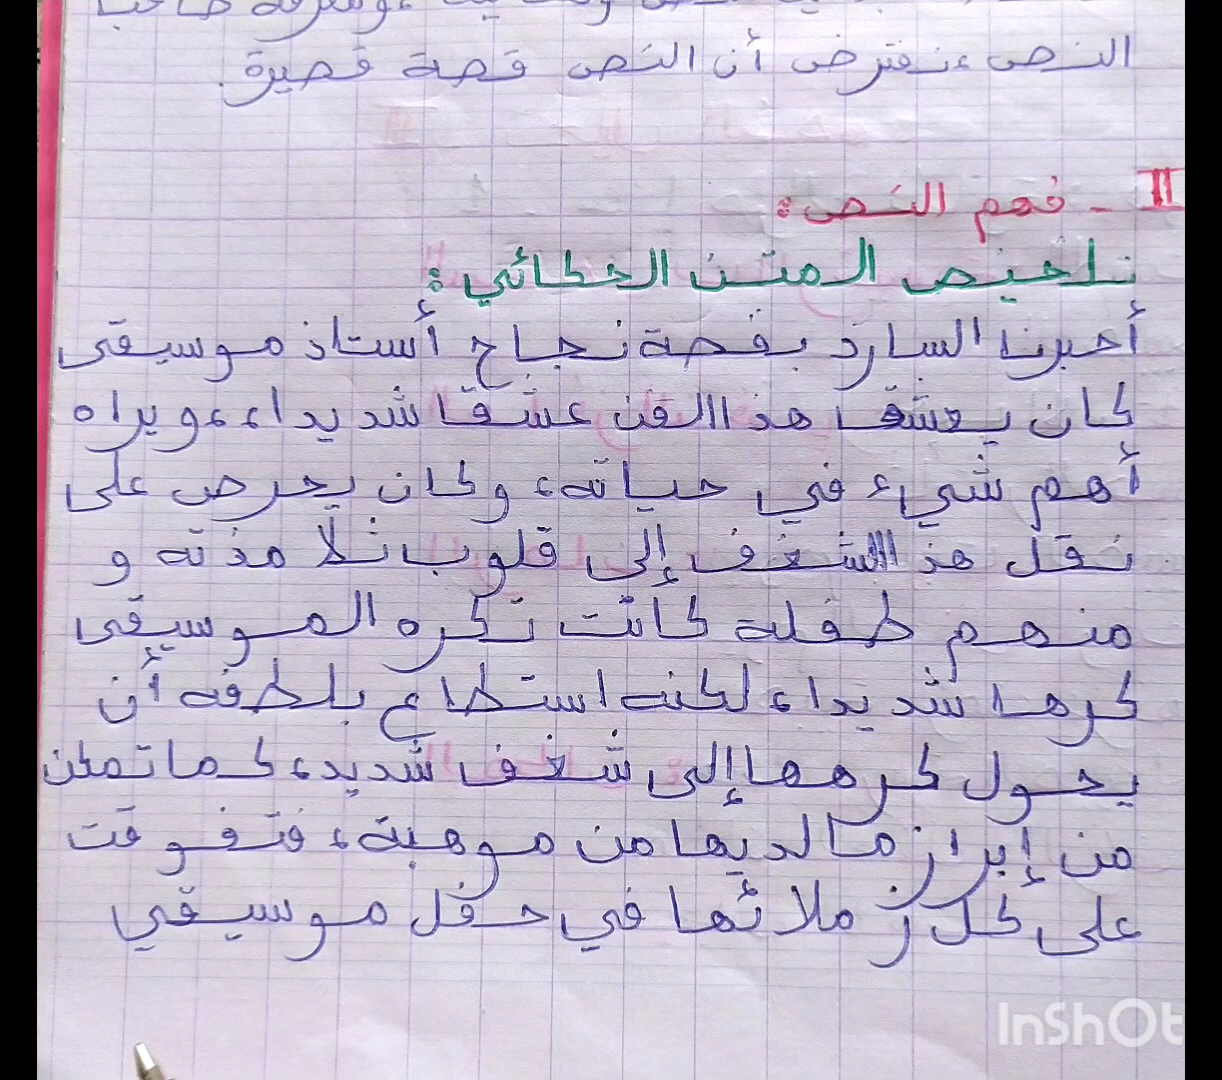 النص، نفترض أن النص قصة قصيرة.
II - فهم النص:
تلخيص المتن الحكائي:
أخبرنا السارد بقصة نجاح أستاذ موسيقى
كان يعشق هذا الفن عشقا شديدا، ويراه
أهم شيء في حياته، وكان يحرص على
نقل هذا الشغف إلى قلوب تلامذته و
منهم طفلة كانت تكره الموسيقى
كرها شديدا، لكنه استطاع بلطفه أن
يحول كرهها إلى شغف شديد، كما تمكن
من إبراز ما لديها من موهبة، فتفوقت
على كل زملائها في حفل موسيقي
InShOt